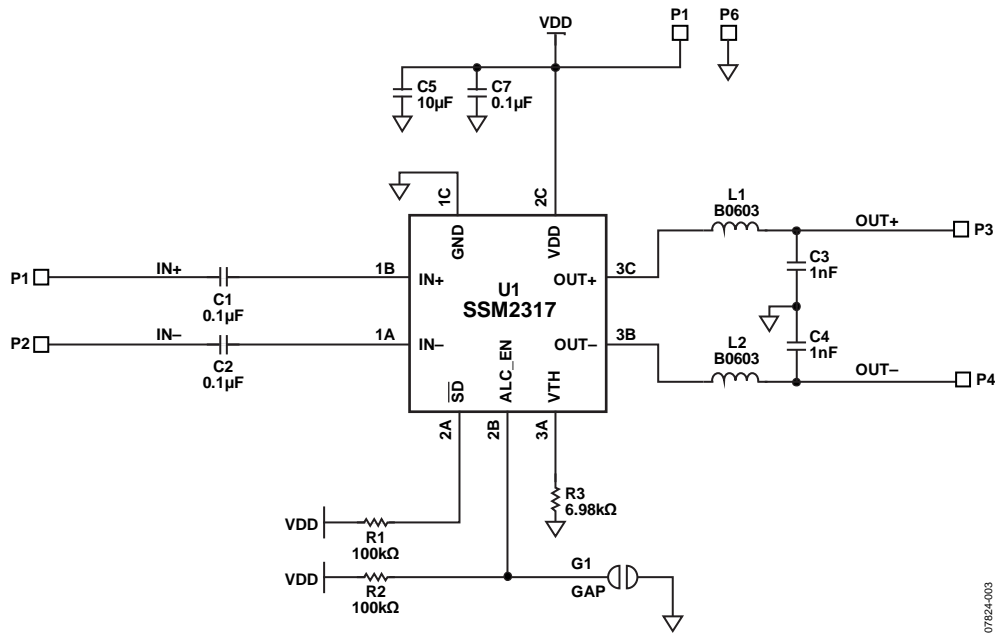 P1
P6
VDD
C5
10µF
C7
0.1µF
1C
2C
GND
VDD
L1
B0603
OUT+
P3
P1
IN+
C1
0.1µF
1B
IN+
U1
SSM2317
OUT+
3C
C3
1nF
P2
IN–
C2
0.1µF
1A
IN–
OUT–
3B
L2
B0603
C4
1nF
OUT–
P4
SD
ALC_EN
VTH
2A
2B
3A
R3
6.98kΩ
VDD
R1
100kΩ
VDD
R2
100kΩ
G1
GAP
07824-003